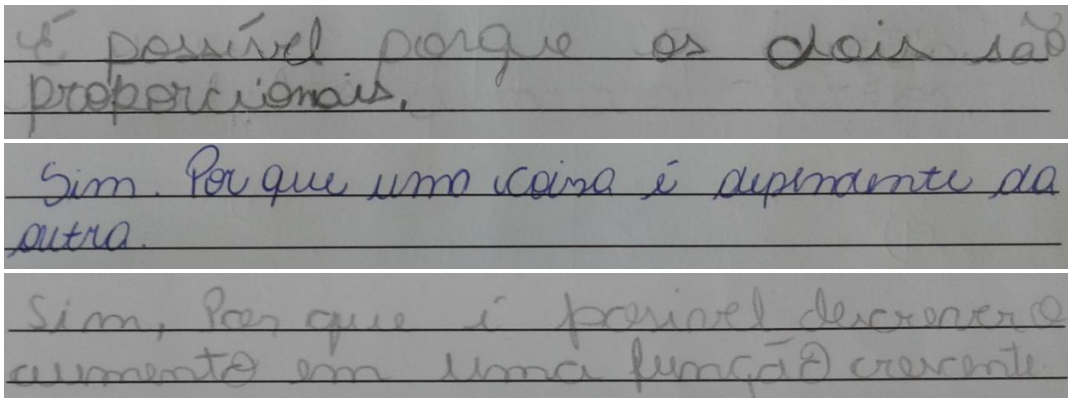 É possível porque os dois são
proporcionais.
Sim. Por que uma coisa é dependente da
outra.
Sim, Por que é posivel descrever o
aumento em uma função crescente